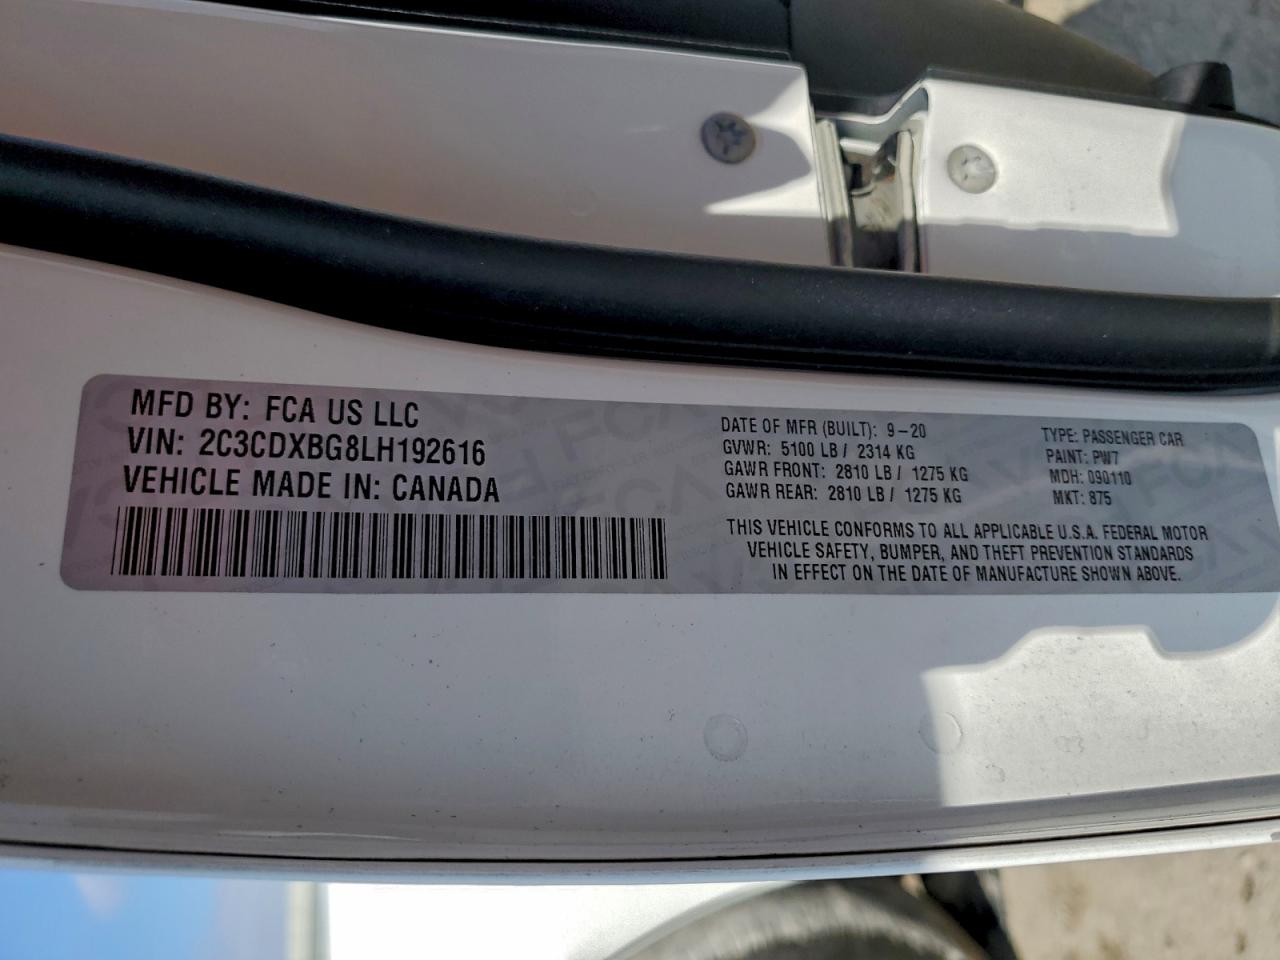 MFD BY: FCA US LLC
VIN: 2C3CDXBG8LH192616
VEHICLE MADE IN: CANADA
DATE OF MFR (BUILT): 9-20
GVWR: 5100 LB / 2314 KG
GAWR FRONT: 2810 LB / 1275 KG
GAWR REAR: 2810 LB / 1275 KG
TYPE: PASSENGER CAR
PAINT: PW7
MDH: 090110
MKT: 875
THIS VEHICLE CONFORMS TO ALL APPLICABLE U.S.A. FEDERAL MOTOR
VEHICLE SAFETY, BUMPER, AND THEFT PREVENTION STANDARDS
IN EFFECT ON THE DATE OF MANUFACTURE SHOWN ABOVE.